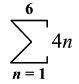 6
∑ 4n
n = 1